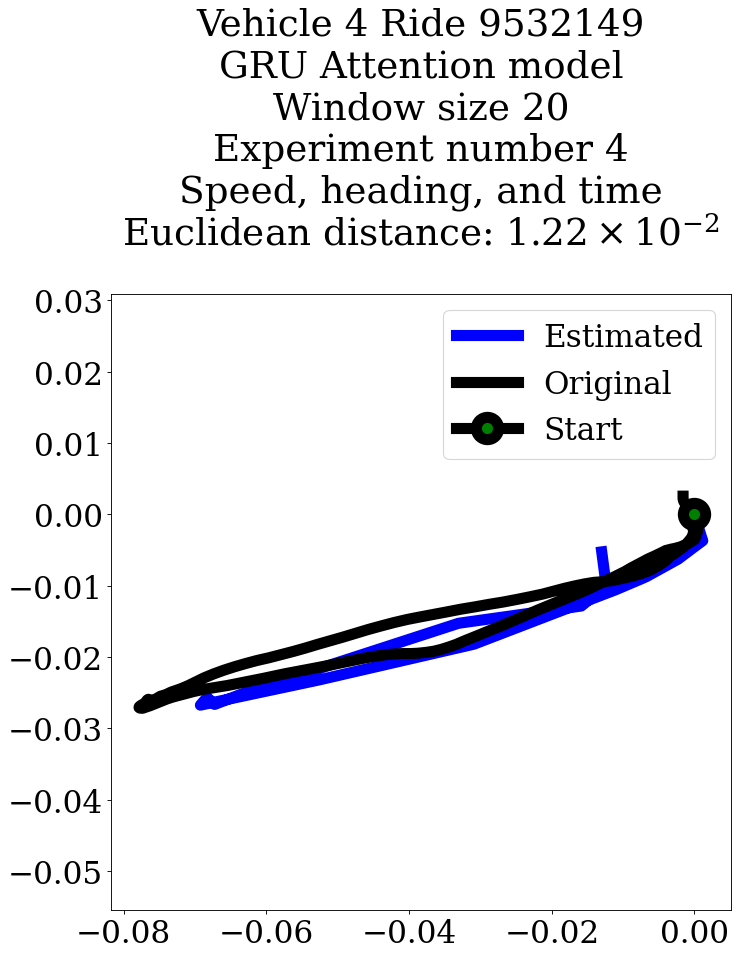 Vehicle 4 Ride 9532149
GRU Attention model
Window size 20
Experiment number 4
Speed, heading, and time
Euclidean distance: 1.22 × 10⁻²
0.03
Estimated
0.02
Original
0.01
Start
0.00
−0.01
−0.02
−0.03
−0.04
−0.05
−0.08 −0.06 −0.04 −0.02 0.00